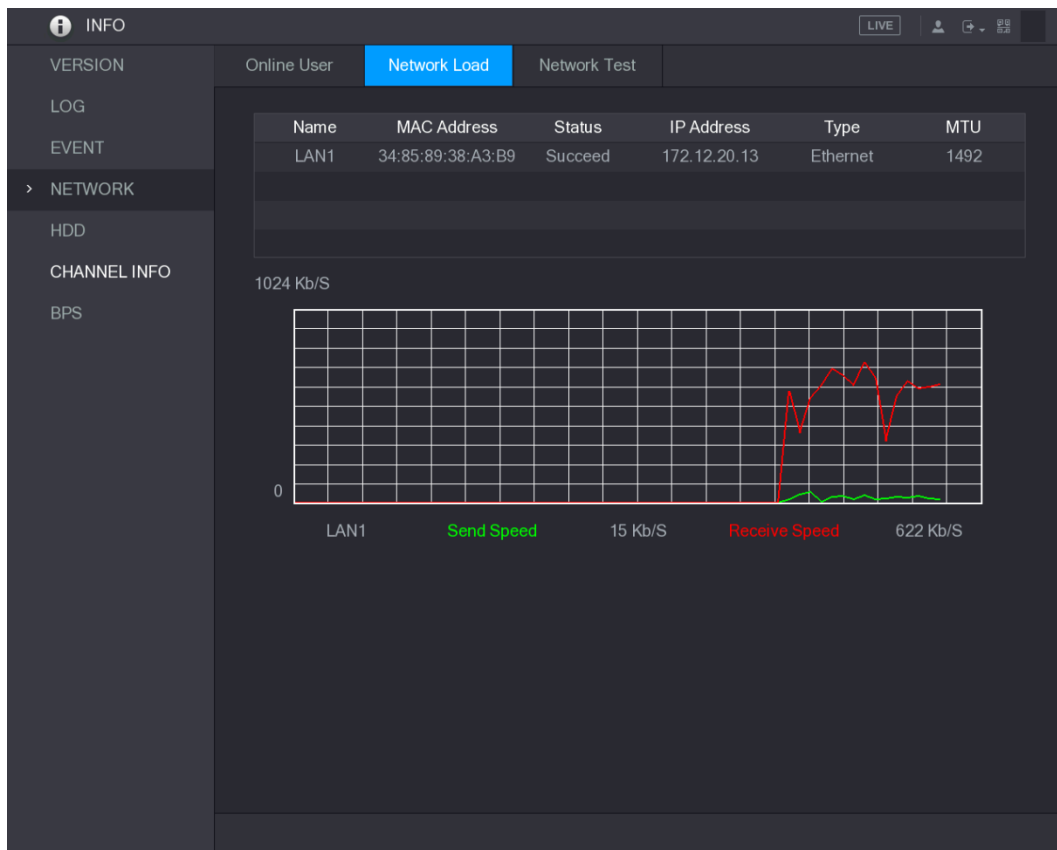 INFO
LIVE
VERSION
LOG
EVENT
NETWORK
HDD
CHANNEL INFO
BPS
Online User Network Load Network Test
Name MAC Address Status IP Address Type MTU
LAN1 34:85:89:38:A3:B9 Succeed 172.12.20.13 Ethernet 1492
1024 Kb/S
0
LAN1 Send Speed 15 Kb/S Receive Speed 622 Kb/S